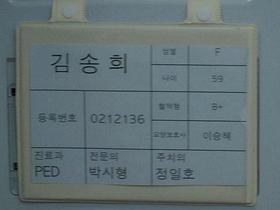 김송희
성별 F
나이 59
등록번호 0212136
혈액형 B+
요양보호사 이승혜
진료과 전문의 주치의
PED 박시형 정일호